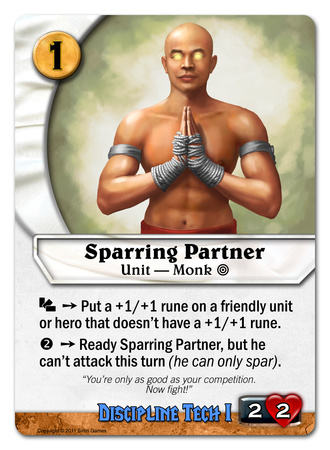 1
Sparring Partner
Unit — Monk
→ Put a +1/+1 rune on a friendly unit
or hero that doesn't have a +1/+1 rune.
❷ → Ready Sparring Partner, but he
can't attack this turn (he can only spar).
"You're only as good as your competition.
Now fight!"
Discipline Tech I
2 2
Copyright © 2011 Sirlin Games